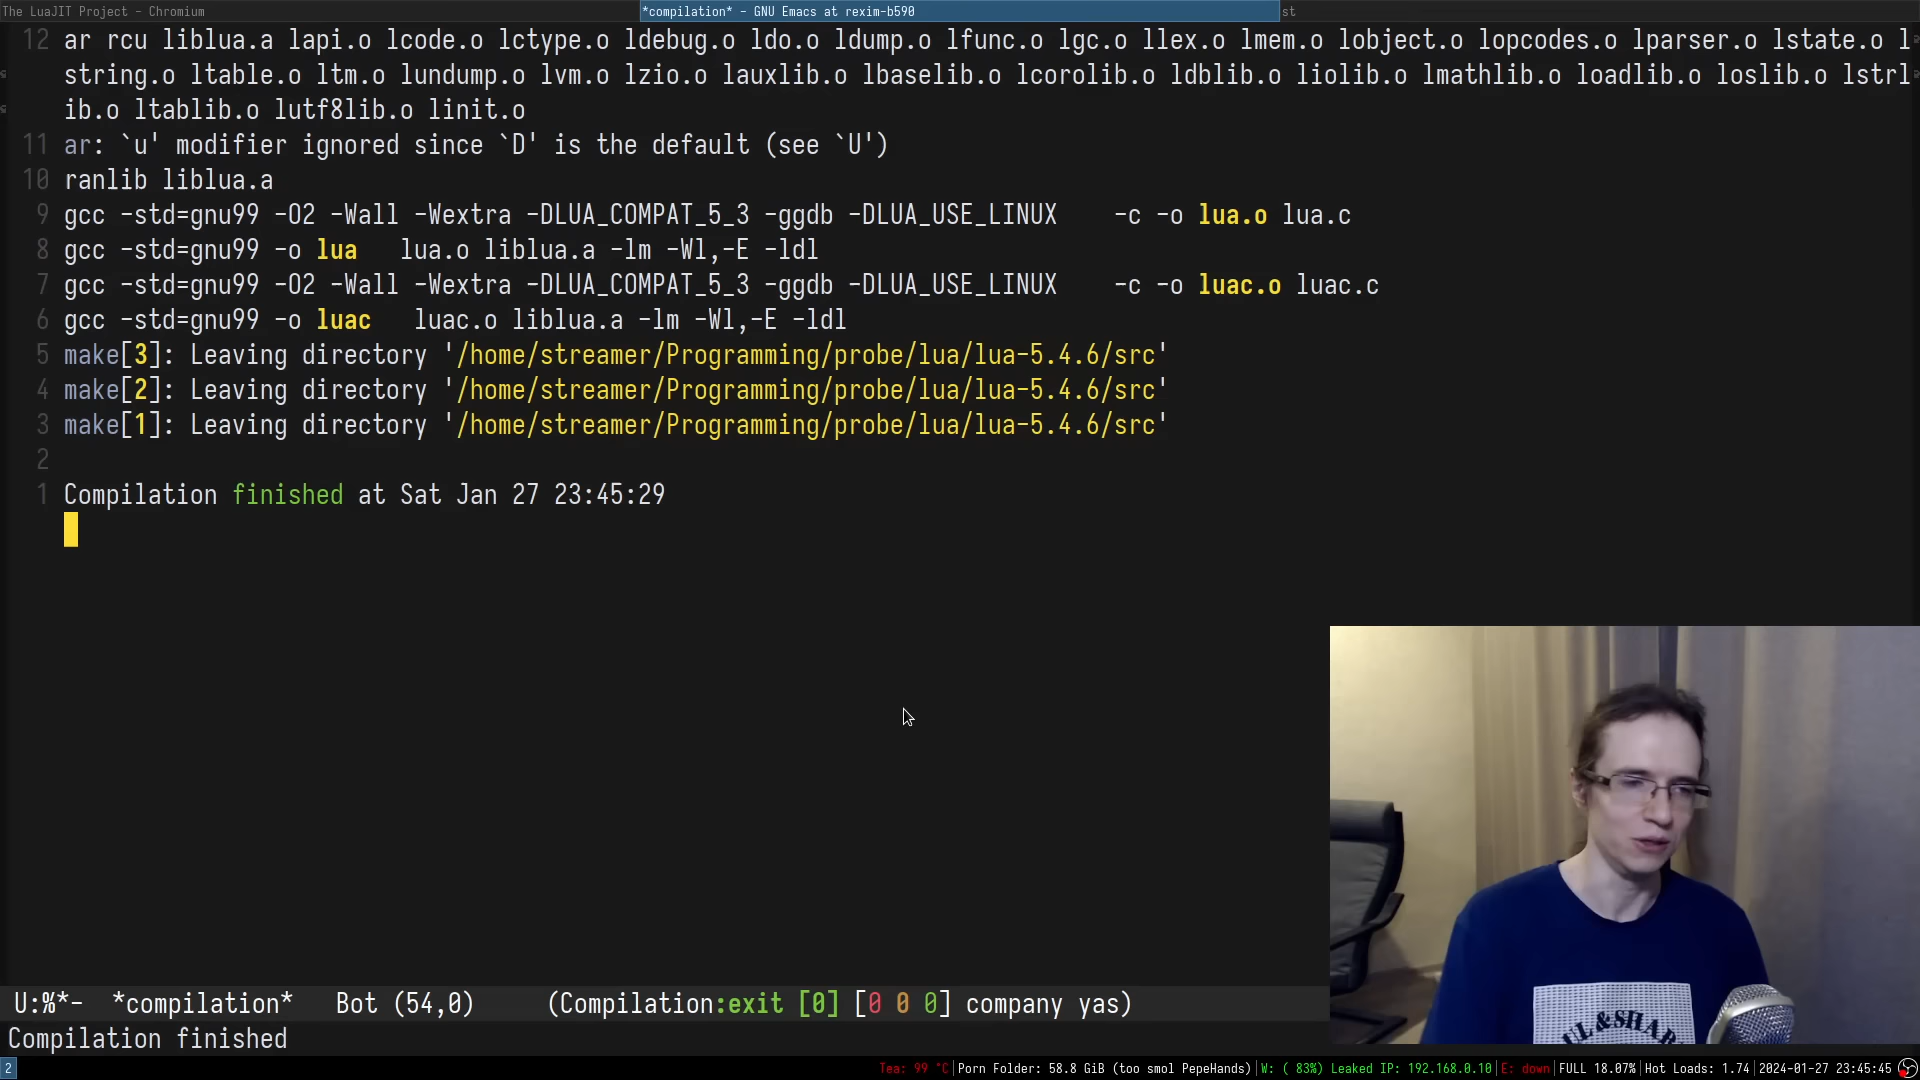 The LuaJIT Project - Chromium
*compilation* - GNU Emacs at rexim-b590
st
12 ar rcu liblua.a lapi.o lcode.o lctype.o ldebug.o ldo.o ldump.o lfunc.o lgc.o llex.o lmem.o lobject.o lopcodes.o lparser.o lstate.o l
string.o ltable.o ltm.o lundump.o lvm.o lzio.o lauxlib.o lbaselib.o lcorolib.o ldblib.o liolib.o lmathlib.o loadlib.o loslib.o lstrl
ib.o ltablib.o lutf8lib.o linit.o
11 ar: `u' modifier ignored since `D' is the default (see `U')
10 ranlib liblua.a
9 gcc -std=gnu99 -O2 -Wall -Wextra -DLUA_COMPAT_5_3 -ggdb -DLUA_USE_LINUX    -c -o lua.o lua.c
8 gcc -std=gnu99 -o lua   lua.o liblua.a -lm -Wl,-E -ldl
7 gcc -std=gnu99 -O2 -Wall -Wextra -DLUA_COMPAT_5_3 -ggdb -DLUA_USE_LINUX    -c -o luac.o luac.c
6 gcc -std=gnu99 -o luac   luac.o liblua.a -lm -Wl,-E -ldl
5 make[3]: Leaving directory '/home/streamer/Programming/probe/lua/lua-5.4.6/src'
4 make[2]: Leaving directory '/home/streamer/Programming/probe/lua/lua-5.4.6/src'
3 make[1]: Leaving directory '/home/streamer/Programming/probe/lua/lua-5.4.6/src'
2
1 Compilation finished at Sat Jan 27 23:45:29
UL & SHAR
U:%*-  *compilation*   Bot (54,0)     (Compilation:exit [0] [0 0 0] company yas)
Compilation finished
2
Tea: 99 °C|Porn Folder: 58.8 GiB (too smol PepeHands)|W: ( 83%) Leaked IP: 192.168.0.10|E: down|FULL 18.07%|Hot Loads: 1.74|2024-01-27 23:45:45